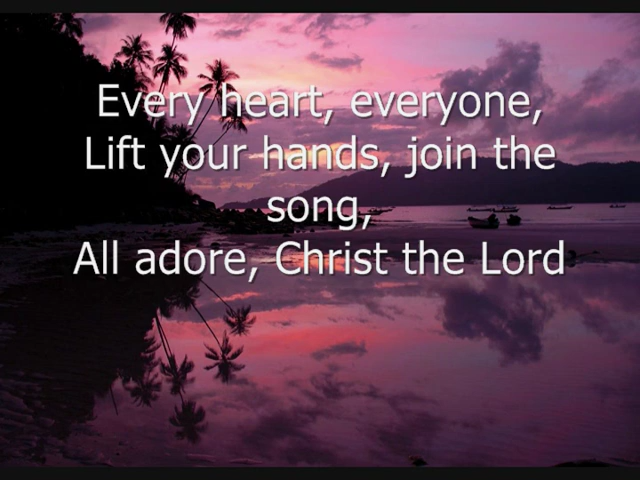 Every heart, everyone,
Lift your hands, join the
song,
All adore, Christ the Lord